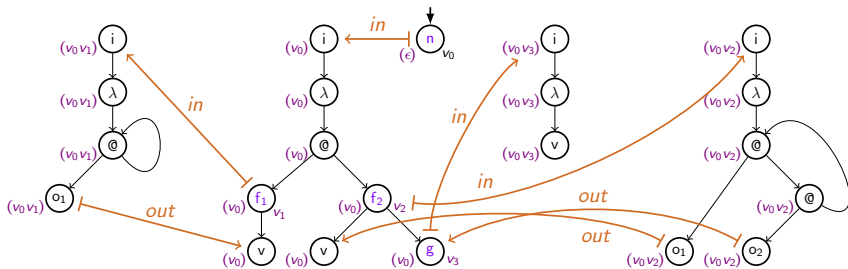 (v₀v₁) i (v₀) i in (ϵ) n v₀ (v₀v₃) i (v₀v₂) i
(v₀v₁) λ in (v₀) λ in (v₀v₃) λ (v₀v₂) λ
(v₀v₁) @ (v₀) @ (v₀v₃) v (v₀v₂) @
(v₀v₁) o₁ out (v₀) f₁ v₁ (v₀) f₂ v₂ in out (v₀v₂) @
(v₀) v (v₀) v (v₀) g v₃ out (v₀v₂) o₁ (v₀v₂) o₂